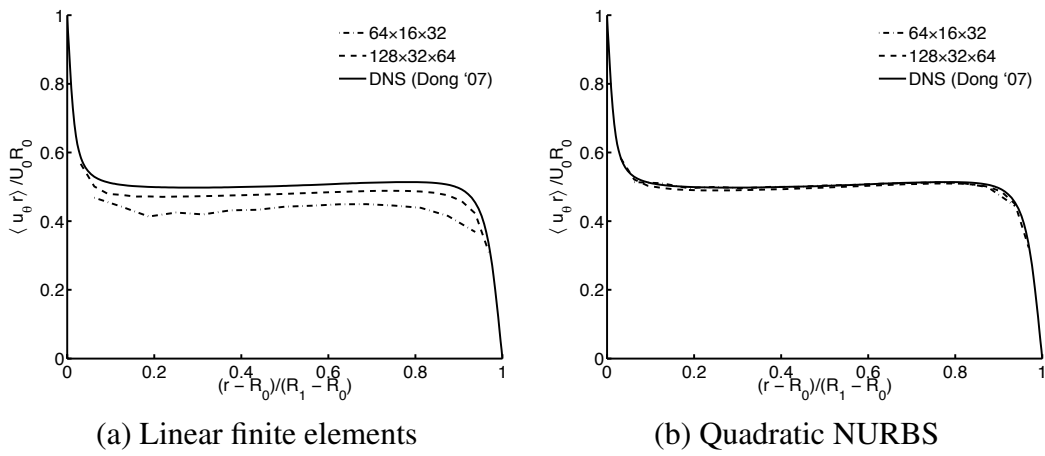 1
0.8
0.6
0.4
0.2
0
0 0.2 0.4 0.6 0.8 1
⟨ u_θ r⟩ /U_0R_0
(r – R_0)/(R_1 – R_0)
64×16×32
128×32×64
DNS (Dong ‘07)
(a) Linear finite elements
1
0.8
0.6
0.4
0.2
0
0 0.2 0.4 0.6 0.8 1
⟨ u_θ r⟩ /U_0R_0
(r – R_0)/(R_1 – R_0)
64×16×32
128×32×64
DNS (Dong ‘07)
(b) Quadratic NURBS